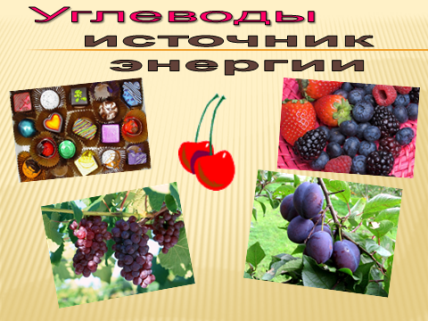 Углеводы
источник
энергии